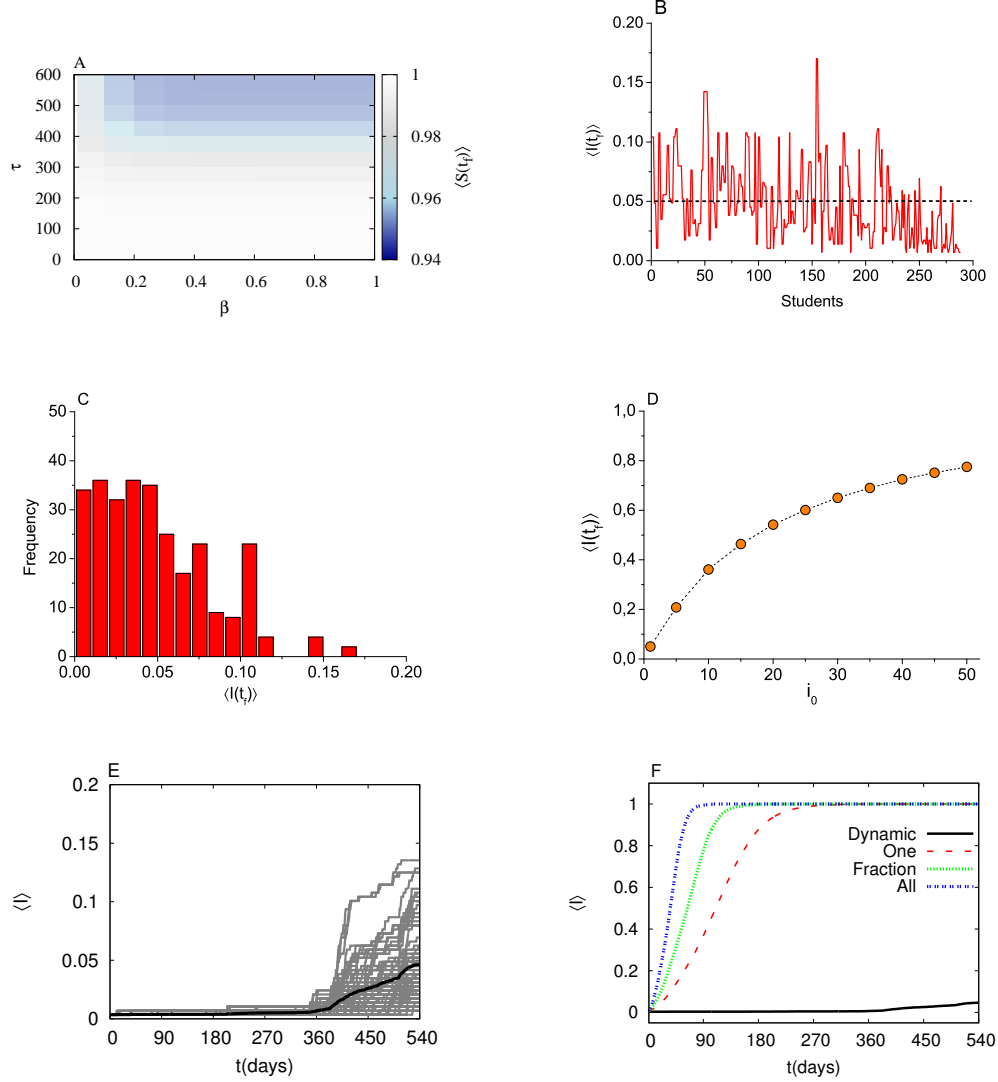 A
600
500
400
300
200
100
0
τ
0 0.2 0.4 0.6 0.8 1
β
1
0.98
0.96
0.94
⟨S(t_f)⟩
B
0.20
0.15
0.10
0.05
0.00
⟨I(t_f)⟩
0 50 100 150 200 250 300
Students
C
50
40
30
20
10
0
Frequency
0.00 0.05 0.10 0.15 0.20
⟨I(t_f)⟩
D
1,0
0,8
0,6
0,4
0,2
0,0
⟨I(t_f)⟩
0 10 20 30 40 50
i_0
E
0.2
0.15
0.1
0.05
0
⟨I⟩
0 90 180 270 360 450 540
t(days)
F
1
0.8
0.6
0.4
0.2
0
⟨I⟩
Dynamic
One
Fraction
All
0 90 180 270 360 450 540
t(days)